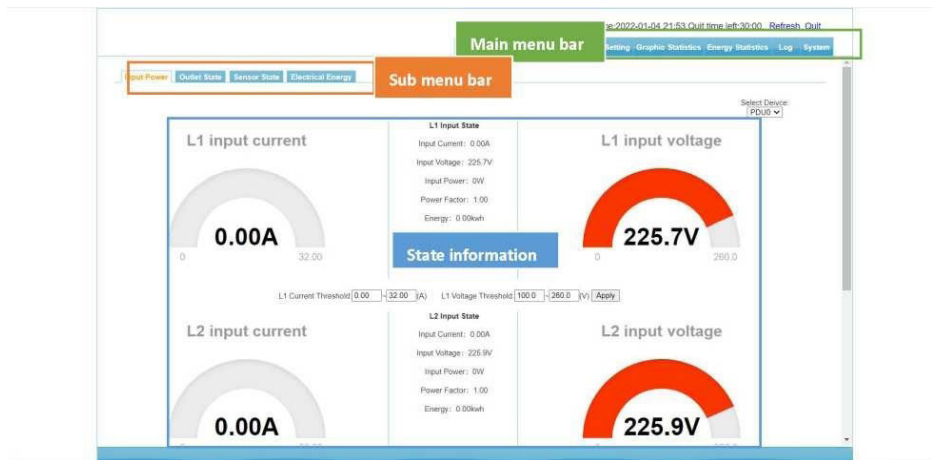 me:2022-01-04 21:53,Quit time left:30:00 Refresh Quit
Main menu bar
Setting Graphic Statistics Energy Statistics Log System
Input Power Outlet State Sensor State Electrical Energy
Sub menu bar
Select Deivce:
PDU0
L1 input current
0.00A
0 32.00
L1 Input State
Input Current: 0.00A
Input Voltage: 225.7V
Input Power: 0W
Power Factor: 1.00
Energy: 0.00kwh
L1 input voltage
225.7V
0 260.0
State information
L1 Current Threshold: 0.00 ~ 32.00 (A) L1 Voltage Threshold: 100.0 ~ 260.0 (V) Apply
L2 input current
0.00A
L2 Input State
Input Current: 0.00A
Input Voltage: 225.9V
Input Power: 0W
Power Factor: 1.00
Energy: 0.00kwh
L2 input voltage
225.9V